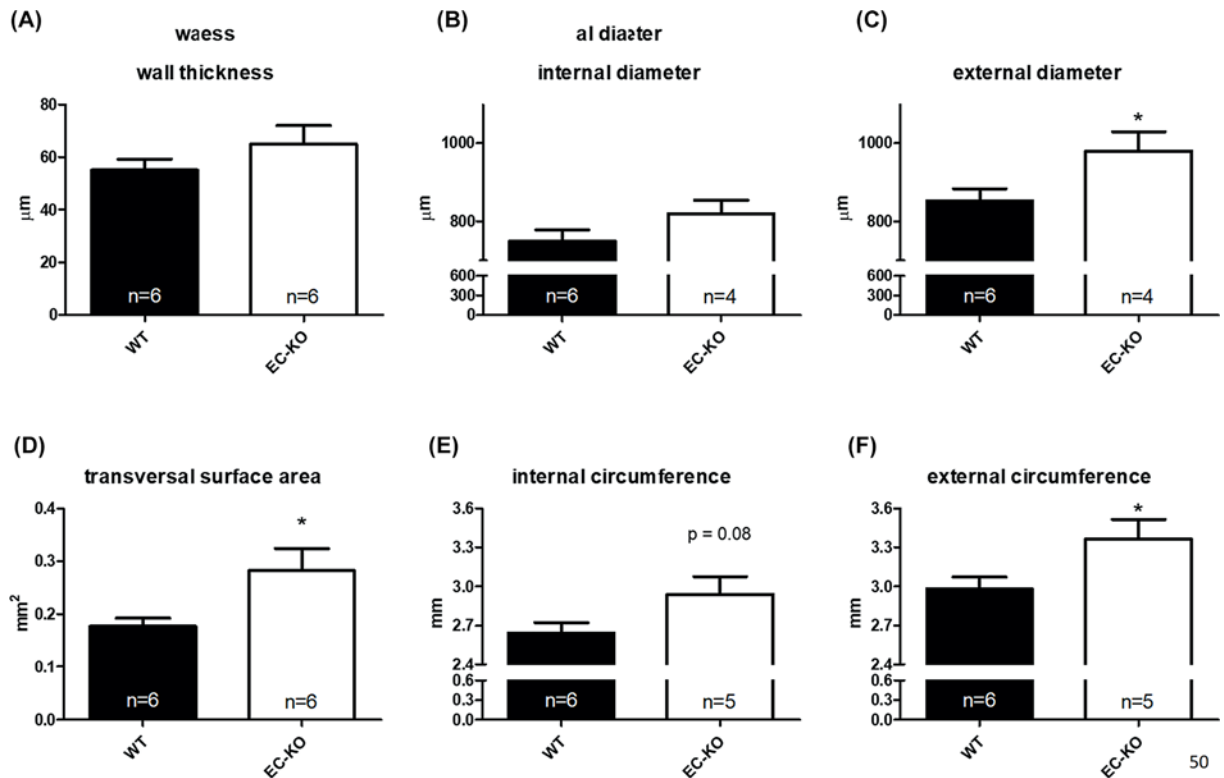 (A)
waess
wall thickness
80
60
40
20
0
µm
n=6
n=6
WT
EC-KO
(B)
al diater
internal diameter
1000
800
600
300
0
µm
n=6
n=4
WT
EC-KO
(C)
external diameter
1000
800
600
300
0
µm
*
n=6
n=4
WT
EC-KO
(D)
transversal surface area
0.4
0.3
0.2
0.1
0.0
mm²
*
n=6
n=6
WT
EC-KO
(E)
internal circumference
3.6
3.3
3.0
2.7
2.4
0.6
0.3
0.0
mm
p = 0.08
n=6
n=5
WT
EC-KO
(F)
external circumference
3.6
3.3
3.0
2.7
2.4
0.6
0.3
0.0
mm
*
n=6
n=5
WT
EC-KO
50